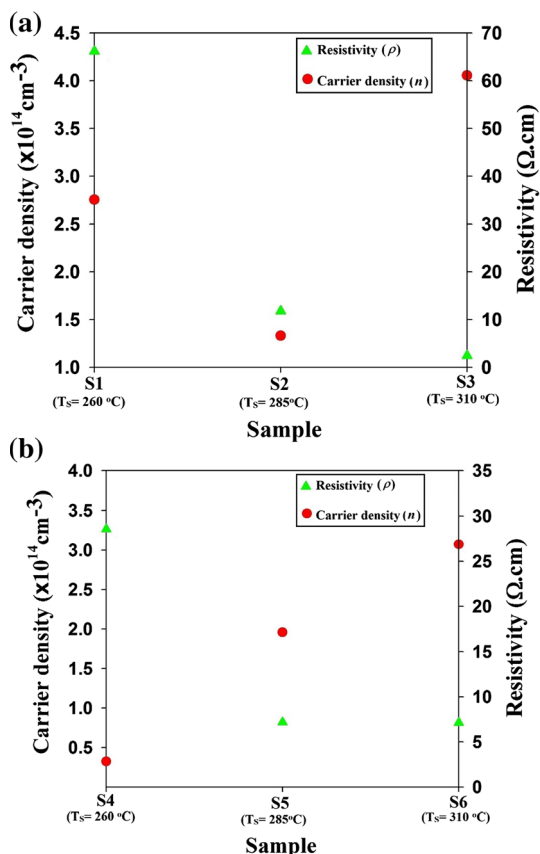 (a)
Carrier density (x10¹⁴cm⁻³)
4.5
4.0
3.5
3.0
2.5
2.0
1.5
1.0
Resistivity (ρ)
Carrier density (n)
70
60
50
40
30
20
10
0
Resistivity (Ω.cm)
S1 S2 S3
(TS= 260 °C) (TS= 285°C) (TS= 310 °C)
Sample
(b)
Carrier density (x10¹⁴cm⁻³)
4.0
3.5
3.0
2.5
2.0
1.5
1.0
0.5
Resistivity (ρ)
Carrier density (n)
35
30
25
20
15
10
5
0
Resistivity (Ω.cm)
S4 S5 S6
(TS= 260 °C) (TS= 285°C) (TS= 310 °C)
Sample